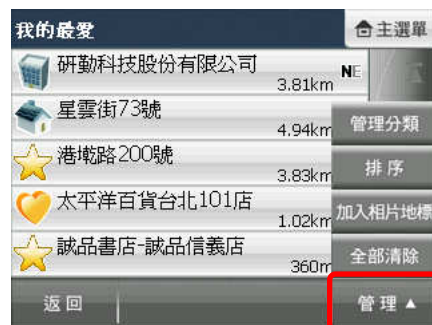 我的最愛
主選單
研勤科技股份有限公司
3.81km
NE
星雲街73號
4.94km
管理分類
港墘路200號
3.83km
排序
太平洋百貨台北101店
1.02km
加入相片地標
誠品書店-誠品信義店
360m
全部清除
返回
管理▲